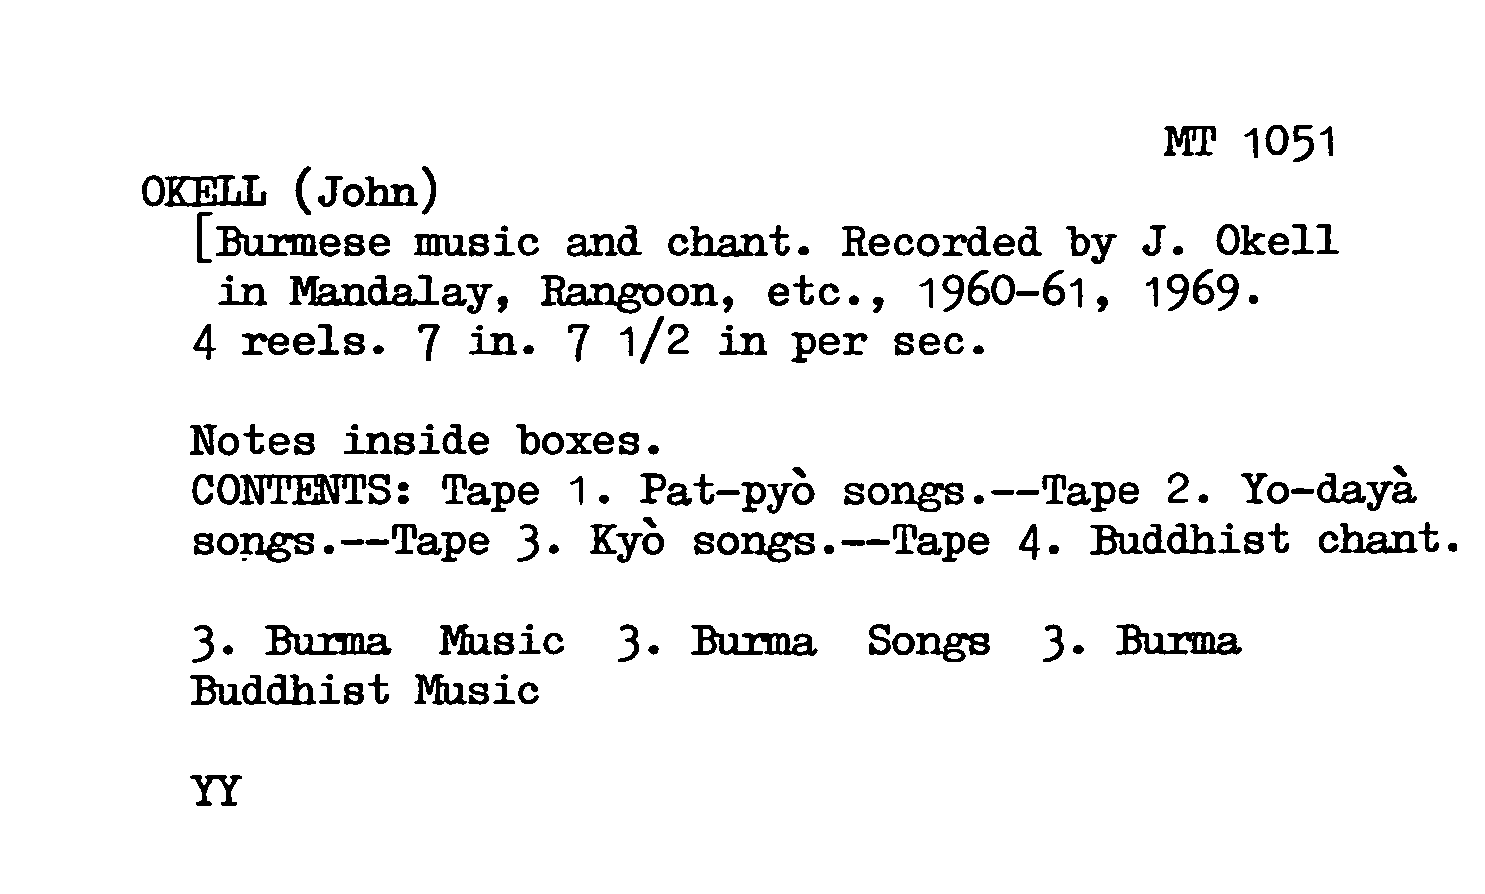 MT 1051
OKELL (John)
[Burmese music and chant. Recorded by J. Okell
in Mandalay, Rangoon, etc., 1960-61, 1969.
4 reels. 7 in. 7 1/2 in per sec.
Notes inside boxes.
CONTENTS: Tape 1. Pat-pyò songs.--Tape 2. Yo-dayà
songs.--Tape 3. Kyò songs.--Tape 4. Buddhist chant.
3. Burma Music 3. Burma Songs 3. Burma
Buddhist Music
YY